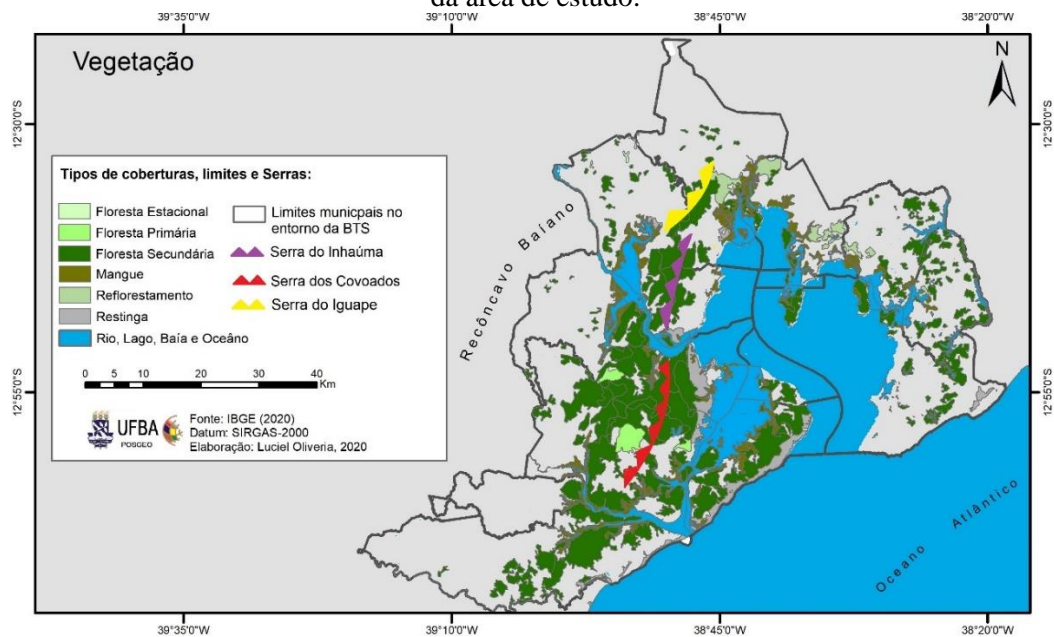 da área de estudo.
39°35'0"W 39°10'0"W 38°45'0"W 38°20'0"W
Vegetação
N
12°30'0"S
12°30'0"S
Tipos de coberturas, limites e Serras:
Floresta Estacional
Floresta Primária
Floresta Secundária
Mangue
Reflorestamento
Restinga
Rio, Lago, Baía e Oceâno
Limites municpais no
entorno da BTS
Serra do Inhaúma
Serra dos Covoados
Serra do Iguape
0 5 10 20 30 40
Km
UFBA
POSGEO
Fonte: IBGE (2020)
Datum: SIRGAS-2000
Elaboração: Luciel Oliveria, 2020
Recôncavo Baíano
12°55'0"S
12°55'0"S
Oceano Atlântico
39°35'0"W 39°10'0"W 38°45'0"W 38°20'0"W